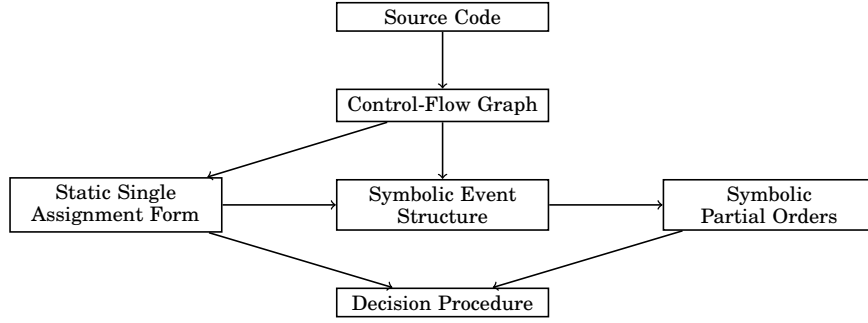 Source Code
Control-Flow Graph
Static Single
Assignment Form
Symbolic Event
Structure
Symbolic
Partial Orders
Decision Procedure